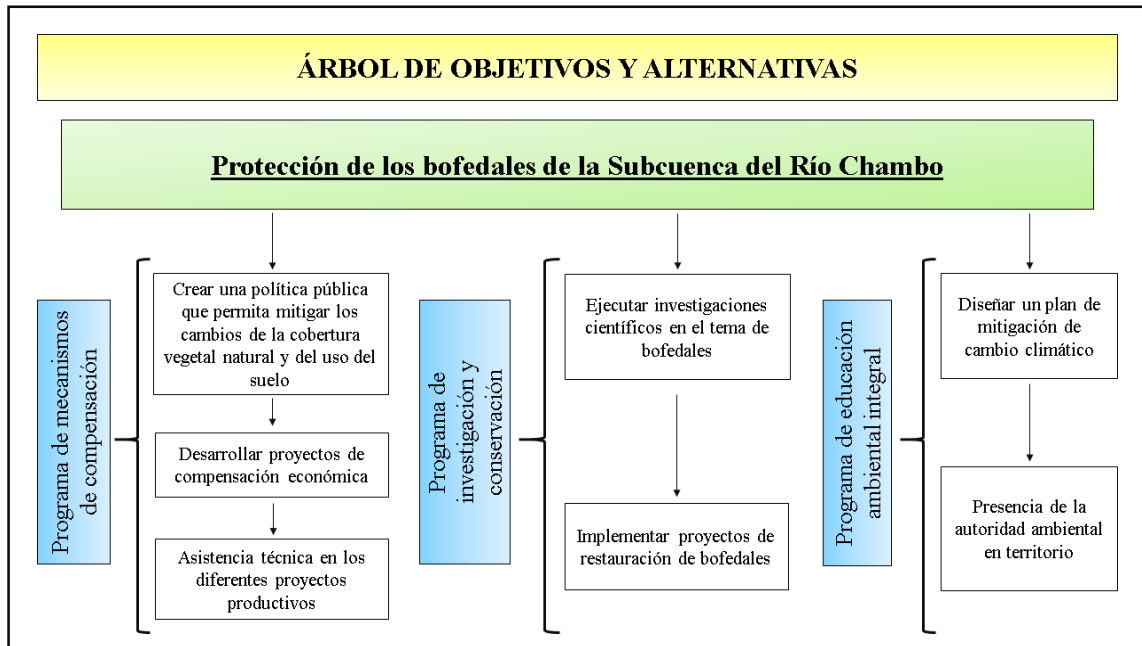 ÁRBOL DE OBJETIVOS Y ALTERNATIVAS
Protección de los bofedales de la Subcuenca del Río Chambo
Programa de mecanismos
de compensación
Crear una política pública
que permita mitigar los
cambios de la cobertura
vegetal natural y del uso del
suelo
Desarrollar proyectos de
compensación económica
Asistencia técnica en los
diferentes proyectos
productivos
Programa de
investigación y
conservación
Ejecutar investigaciones
científicos en el tema de
bofedales
Implementar proyectos de
restauración de bofedales
Programa de educación
ambiental integral
Diseñar un plan de
mitigación de
cambio climático
Presencia de la
autoridad ambiental
en territorio